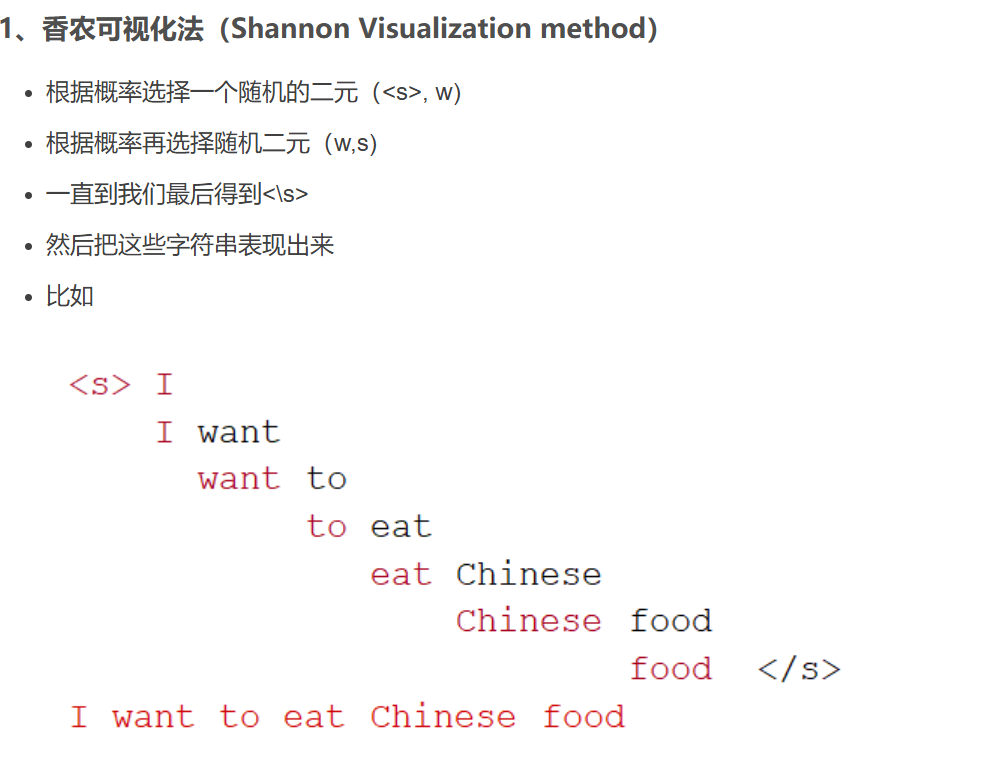 1、香农可视化法（Shannon Visualization method）
• 根据概率选择一个随机的二元（<s>, w)
• 根据概率再选择随机二元（w,s)
• 一直到我们最后得到<\s>
• 然后把这些字符串表现出来
• 比如
<s> I
I want
want to
to eat
eat Chinese
Chinese food
food </s>
I want to eat Chinese food